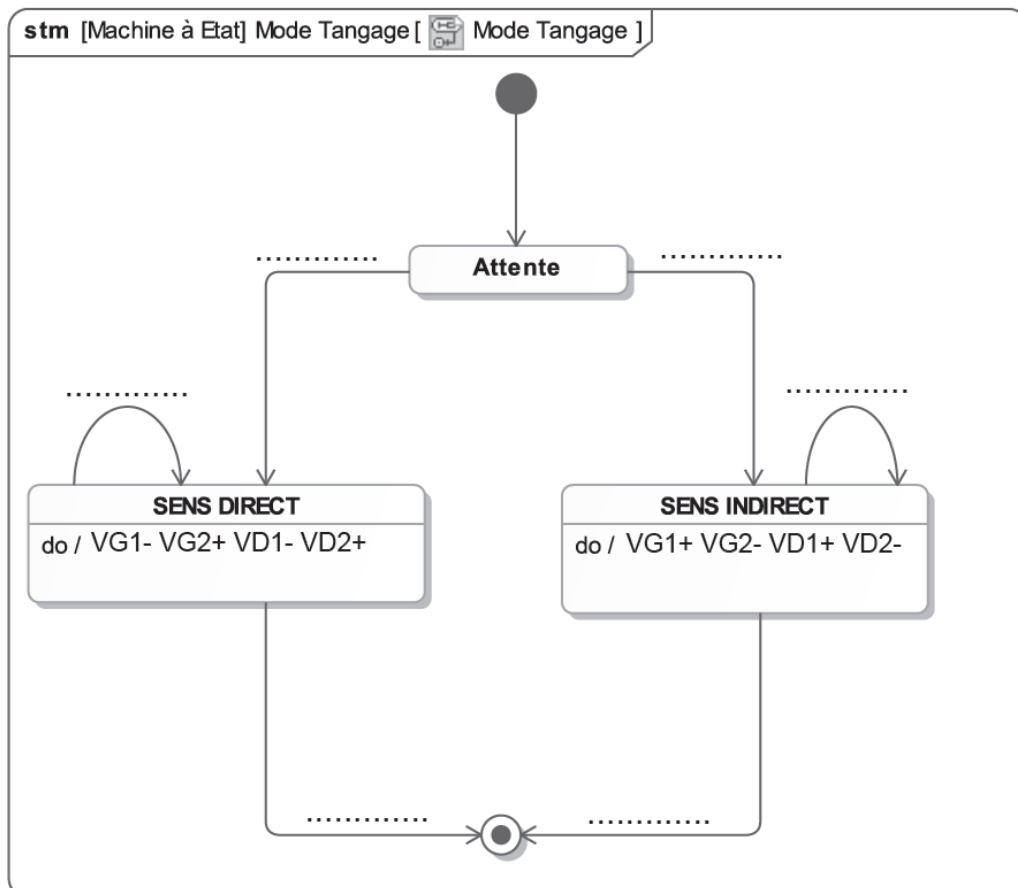 stm [Machine à Etat] Mode Tangage [ Mode Tangage ]
............. Attente .............
............. .............
SENS DIRECT
do / VG1- VG2+ VD1- VD2+
SENS INDIRECT
do / VG1+ VG2- VD1+ VD2-
............. .............